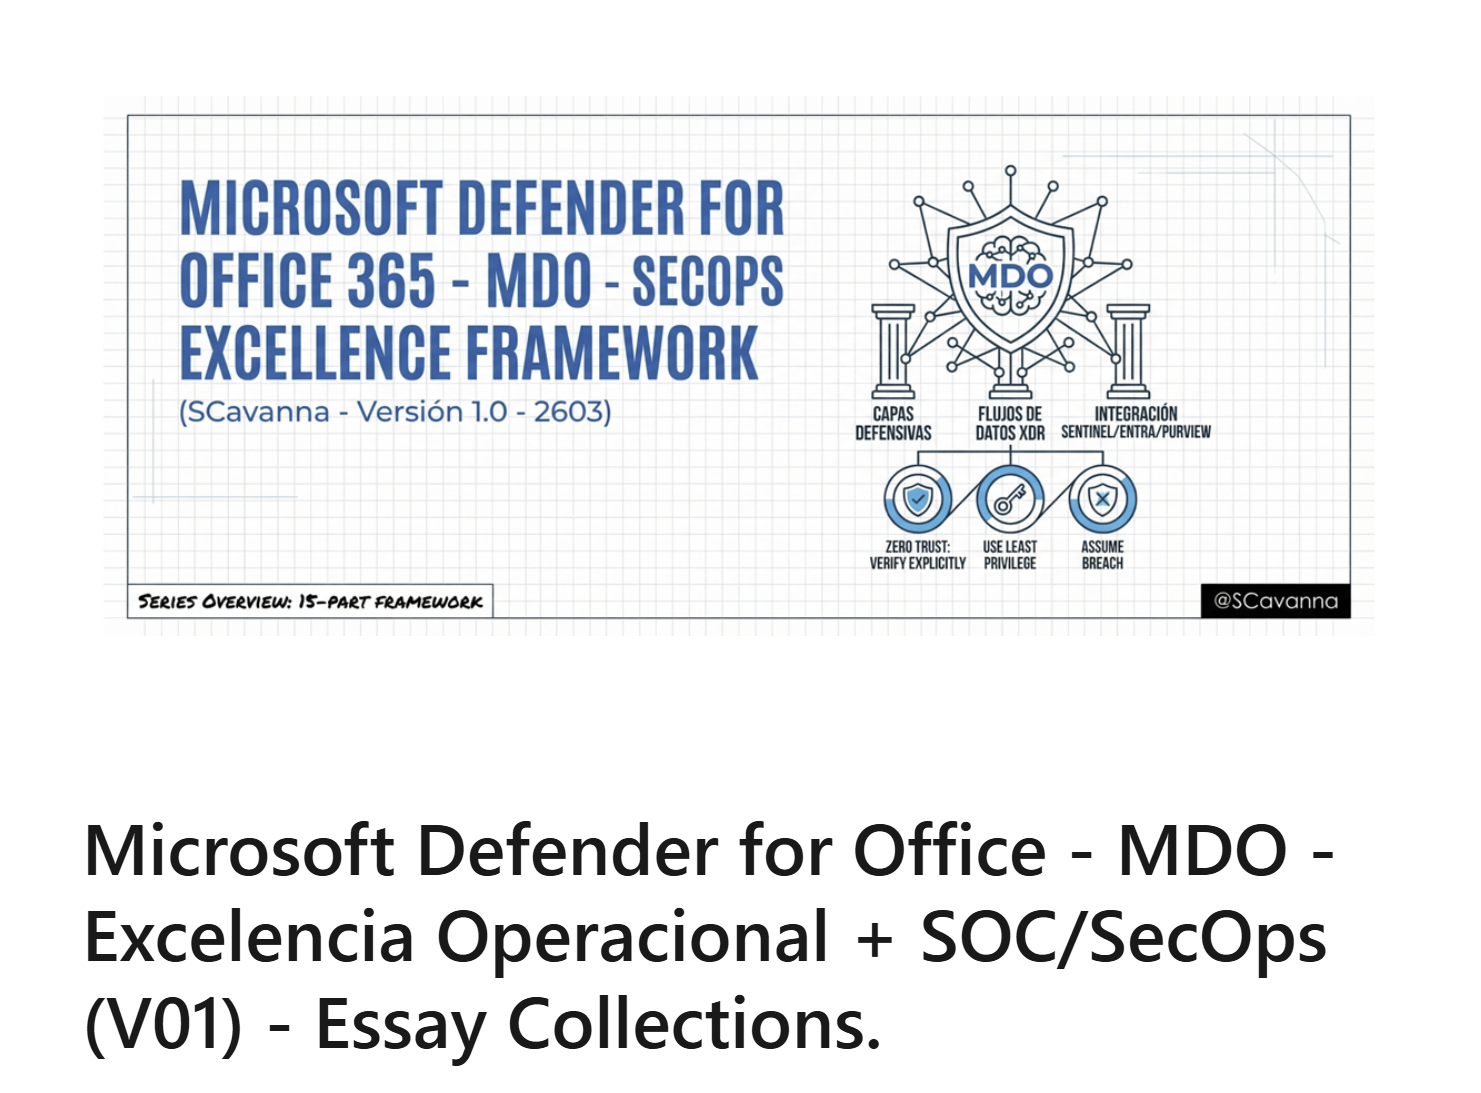 MICROSOFT DEFENDER FOR
OFFICE 365 - MDO - SECOPS
EXCELLENCE FRAMEWORK
(SCavanna - Versión 1.0 - 2603)
MDO
CAPAS
DEFENSIVAS
FLUJOS DE
DATOS XDR
INTEGRACIÓN
SENTINEL/ENTRA/PURVIEW
ZERO TRUST:
VERIFY EXPLICITLY
USE LEAST
PRIVILEGE
ASSUME
BREACH
SERIES OVERVIEW: 15-PART FRAMEWORK
@SCavanna
Microsoft Defender for Office - MDO -
Excelencia Operacional + SOC/SecOps
(V01) - Essay Collections.